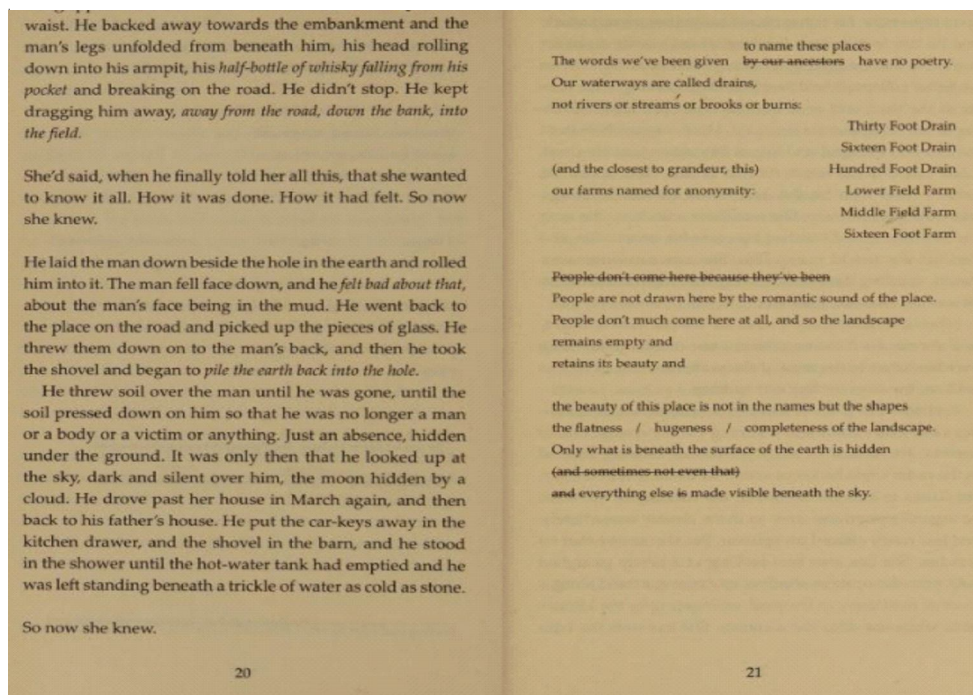 waist. He backed away towards the embankment and the
man's legs unfolded from beneath him, his head rolling
down into his armpit, his half-bottle of whisky falling from his
pocket and breaking on the road. He didn't stop. He kept
dragging him away, away from the road, down the bank, into
the field.
She'd said, when he finally told her all this, that she wanted
to know it all. How it was done. How it had felt. So now
she knew.
He laid the man down beside the hole in the earth and rolled
him into it. The man fell face down, and he felt bad about that,
about the man's face being in the mud. He went back to
the place on the road and picked up the pieces of glass. He
threw them down on to the man's back, and then he took
the shovel and began to pile the earth back into the hole.
He threw soil over the man until he was gone, until the
soil pressed down on him so that he was no longer a man
or a body or a victim or anything. Just an absence, hidden
under the ground. It was only then that he looked up at
the sky, dark and silent over him, the moon hidden by a
cloud. He drove past her house in March again, and then
back to his father's house. He put the car-keys away in the
kitchen drawer, and the shovel in the barn, and he stood
in the shower until the hot-water tank had emptied and he
was left standing beneath a trickle of water as cold as stone.
So now she knew.
20
to name these places
The words we've been given by our ancestors have no poetry.
Our waterways are called drains,
not rivers or streams or brooks or burns:
Thirty Foot Drain
Sixteen Foot Drain
(and the closest to grandeur, this) Hundred Foot Drain
our farms named for anonymity: Lower Field Farm
Middle Field Farm
Sixteen Foot Farm
People don't come here because they've been
People are not drawn here by the romantic sound of the place.
People don't much come here at all, and so the landscape
remains empty and
retains its beauty and
the beauty of this place is not in the names but the shapes
the flatness / hugeness / completeness of the landscape.
Only what is beneath the surface of the earth is hidden
(and sometimes not even that)
and everything else is made visible beneath the sky.
21